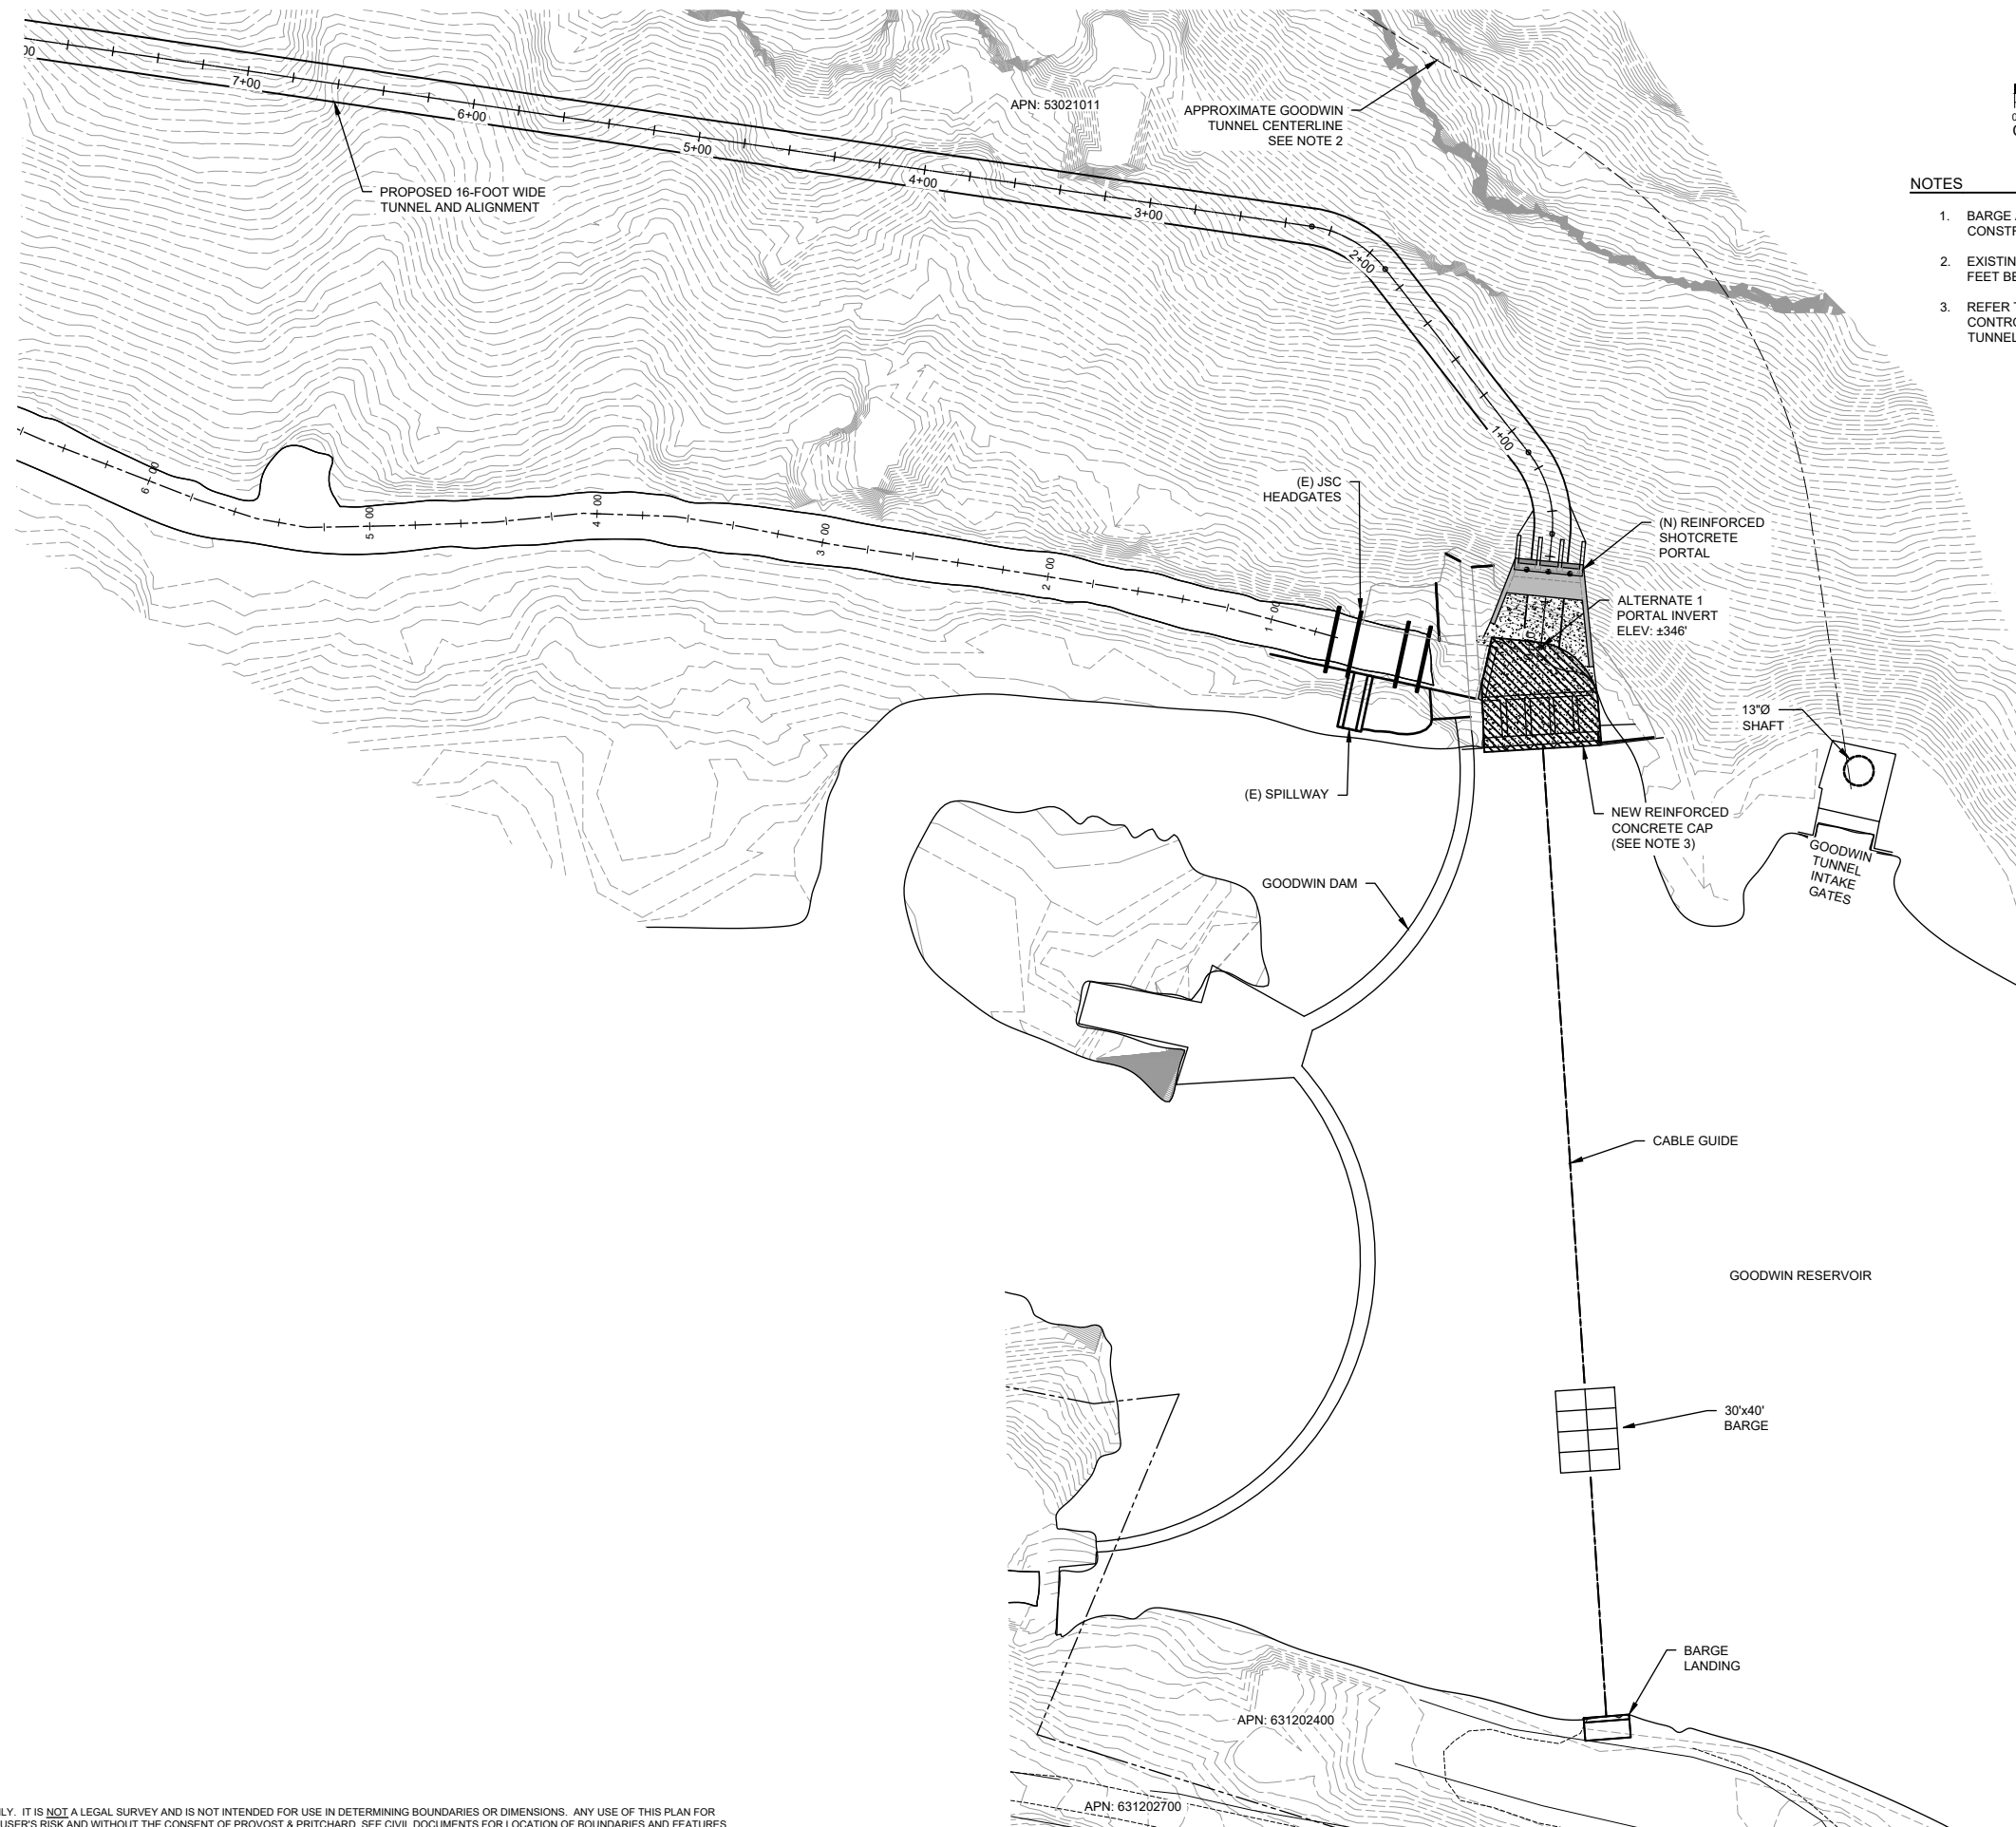 APN: 53021011
APPROXIMATE GOODWIN
TUNNEL CENTERLINE
SEE NOTE 2
00
7+00
6+00
5+00
4+00
3+00
2+00
1+00
PROPOSED 16-FOOT WIDE
TUNNEL AND ALIGNMENT
NOTES
1. BARGE
CONST
2. EXISTIN
FEET BE
3. REFER T
CONTRO
TUNNEL
6+00
5+00
4+00
3+00
2+00
1+00
(E) JSC
HEADGATES
(N) REINFORCED
SHOTCRETE
PORTAL
ALTERNATE 1
PORTAL INVERT
ELEV: ±346'
13"Ø
SHAFT
(E) SPILLWAY
NEW REINFORCED
CONCRETE CAP
(SEE NOTE 3)
GOODWIN
TUNNEL
INTAKE
GATES
GOODWIN DAM
CABLE GUIDE
GOODWIN RESERVOIR
30'x40'
BARGE
BARGE
LANDING
APN: 631202400
APN: 631202700
LY. IT IS NOT A LEGAL SURVEY AND IS NOT INTENDED FOR USE IN DETERMINING BOUNDARIES OR DIMENSIONS. ANY USE OF THIS PLAN FOR
USER'S RISK AND WITHOUT THE CONSENT OF PROVOST & PRITCHARD. SEE CIVIL DOCUMENTS FOR LOCATION OF BOUNDARIES AND FEATURES